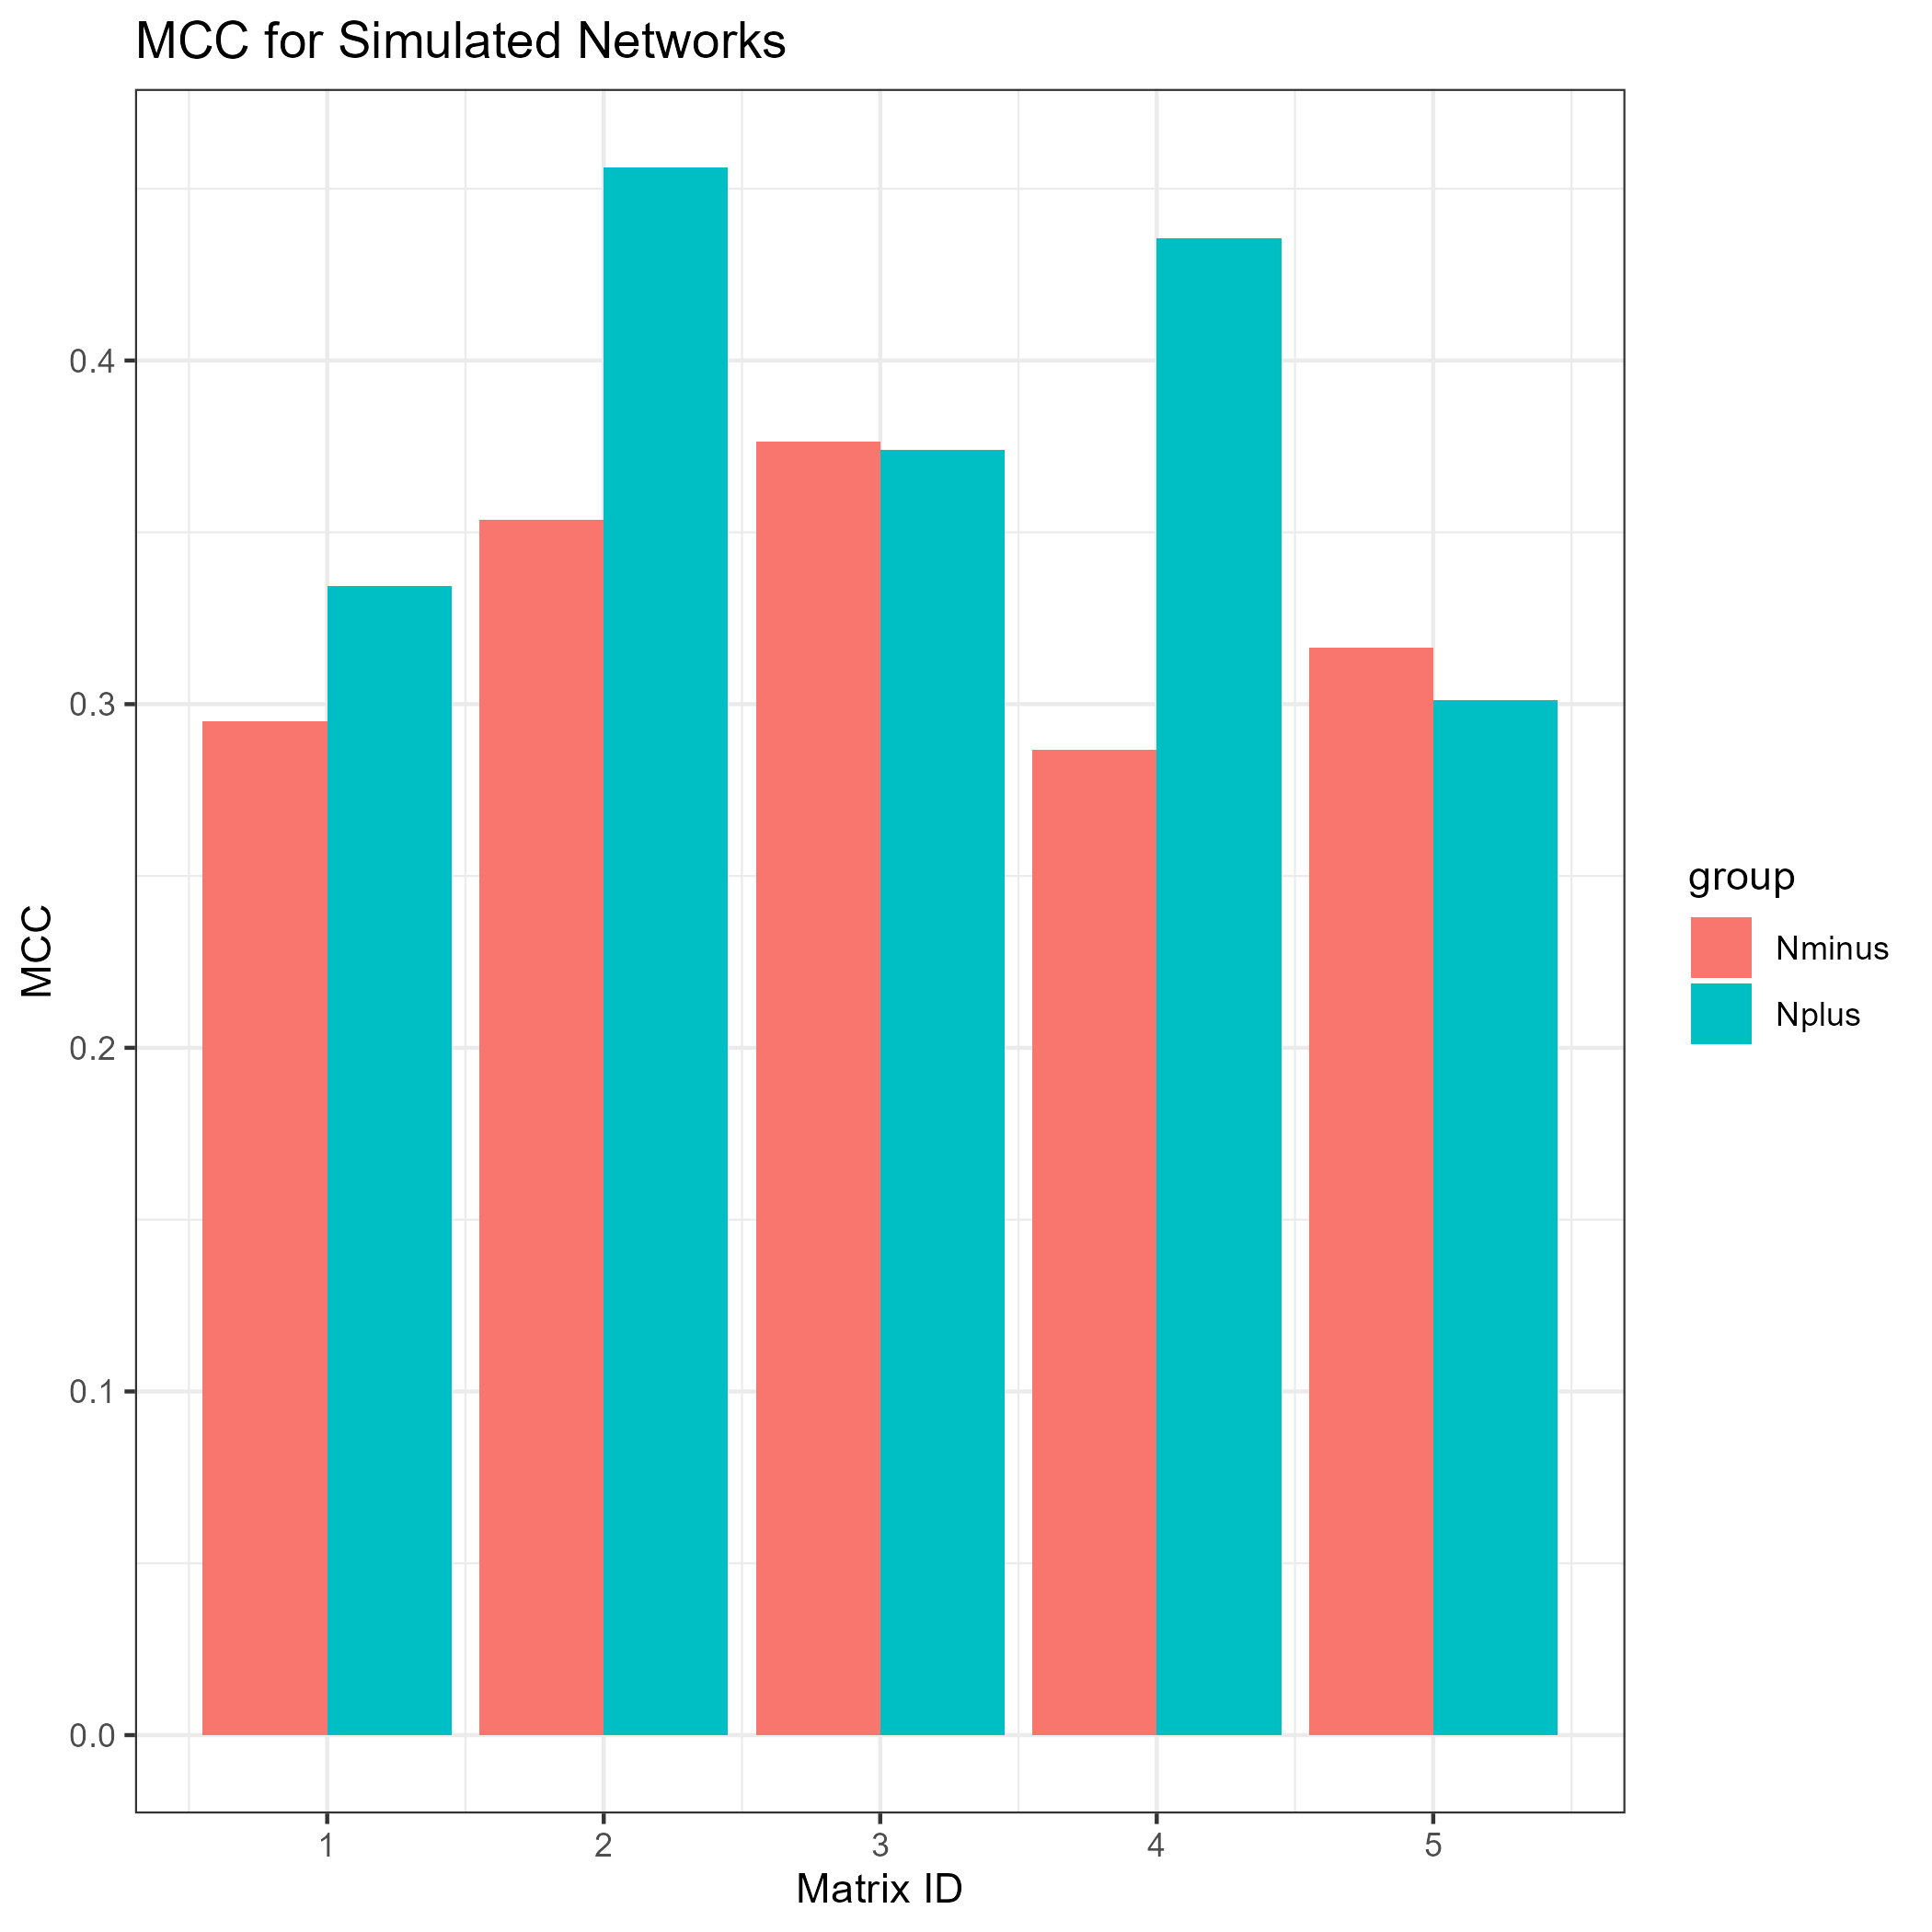 MCC for Simulated Networks
MCC
0.4
0.3
0.2
0.1
0.0
1 2 3 4 5
Matrix ID
group
Nminus
Nplus